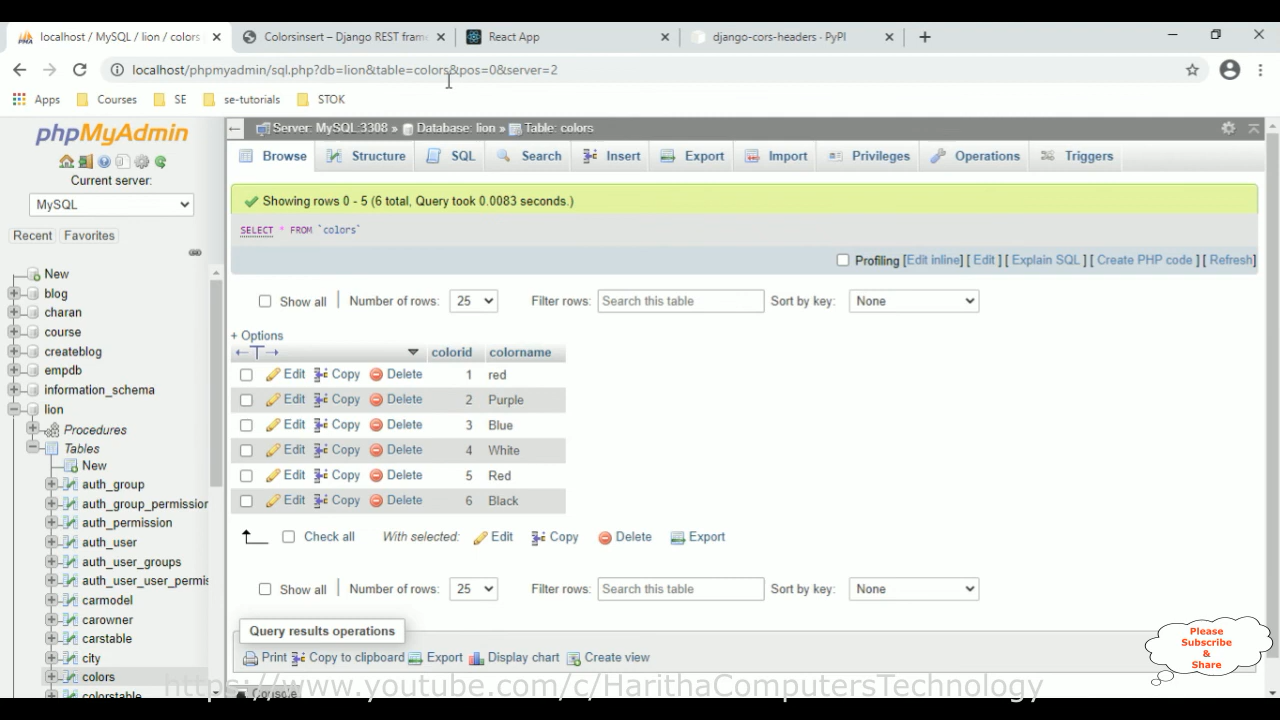 localhost / MySQL / lion / colors
Colorsinsert – Django REST fram
React App
django-cors-headers · PyPI
localhost/phpmyadmin/sql.php?db=lion&table=colors&pos=0&server=2
Apps
Courses
SE
se-tutorials
STOK
phpMyAdmin
Current server:
MySQL
Recent
Favorites
New
blog
charan
course
createblog
empdb
information_schema
lion
Procedures
Tables
New
auth_group
auth_group_permission
auth_permission
auth_user
auth_user_groups
auth_user_user_permis
carmodel
carowner
carstable
city
colors
colorstable
Server: MySQL:3308 » Database: lion » Table: colors
Browse Structure SQL Search Insert Export Import Privileges Operations Triggers
Showing rows 0 - 5 (6 total, Query took 0.0083 seconds.)
SELECT * FROM `colors`
Profiling [Edit inline] [ Edit ] [ Explain SQL ] [ Create PHP code ] [ Refresh]
Show all Number of rows: 25 Filter rows: Search this table Sort by key: None
+ Options
colorid colorname
Edit Copy Delete 1 red
Edit Copy Delete 2 Purple
Edit Copy Delete 3 Blue
Edit Copy Delete 4 White
Edit Copy Delete 5 Red
Edit Copy Delete 6 Black
Check all With selected: Edit Copy Delete Export
Show all Number of rows: 25 Filter rows: Search this table Sort by key: None
Query results operations
Print Copy to clipboard Export Display chart Create view
Console
Please
Subscribe
&
Share
https://www.youtube.com/c/HarithaComputersTechnology